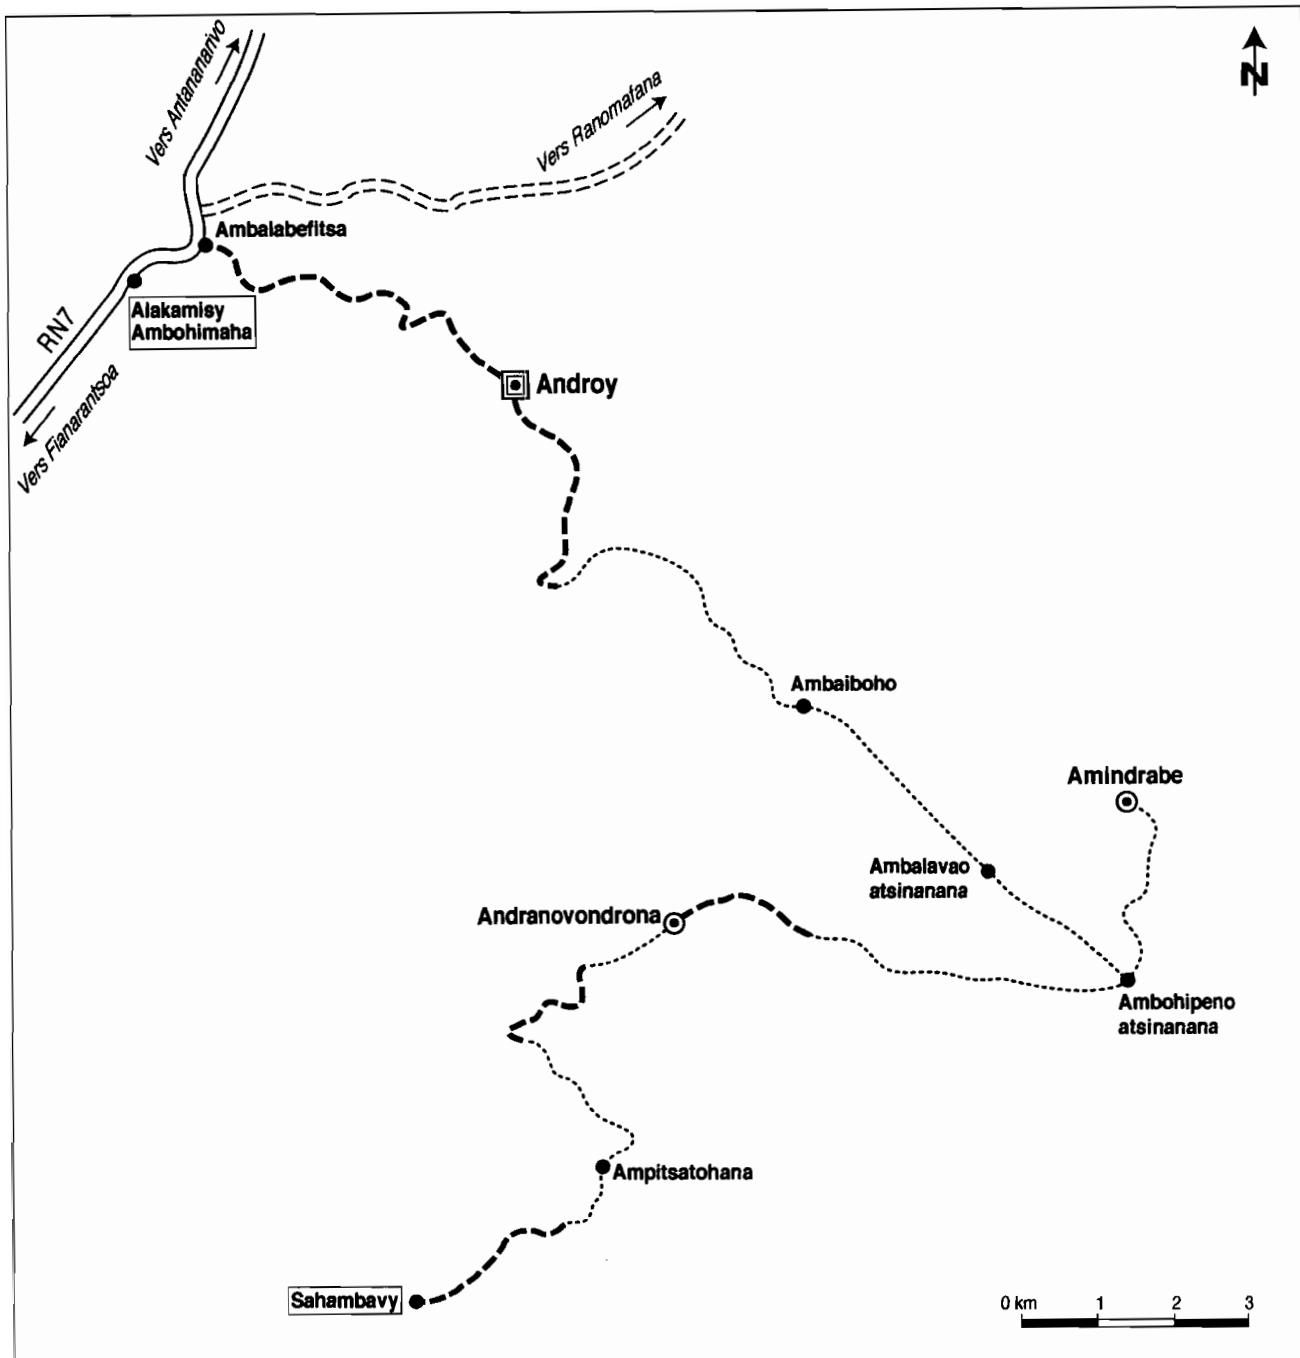 Vers Antananarivo
N
Vers Ranomafana
Ambalabefitsa
Alakamisy
Ambohimaha
RN7
Vers Fianarantsoa
Androy
Ambaiboho
Amindrabe
Ambalavao
atsinanana
Andranovondrona
Ambohipeno
atsinanana
Ampitsatohana
Sahambavy
0 km 1 2 3